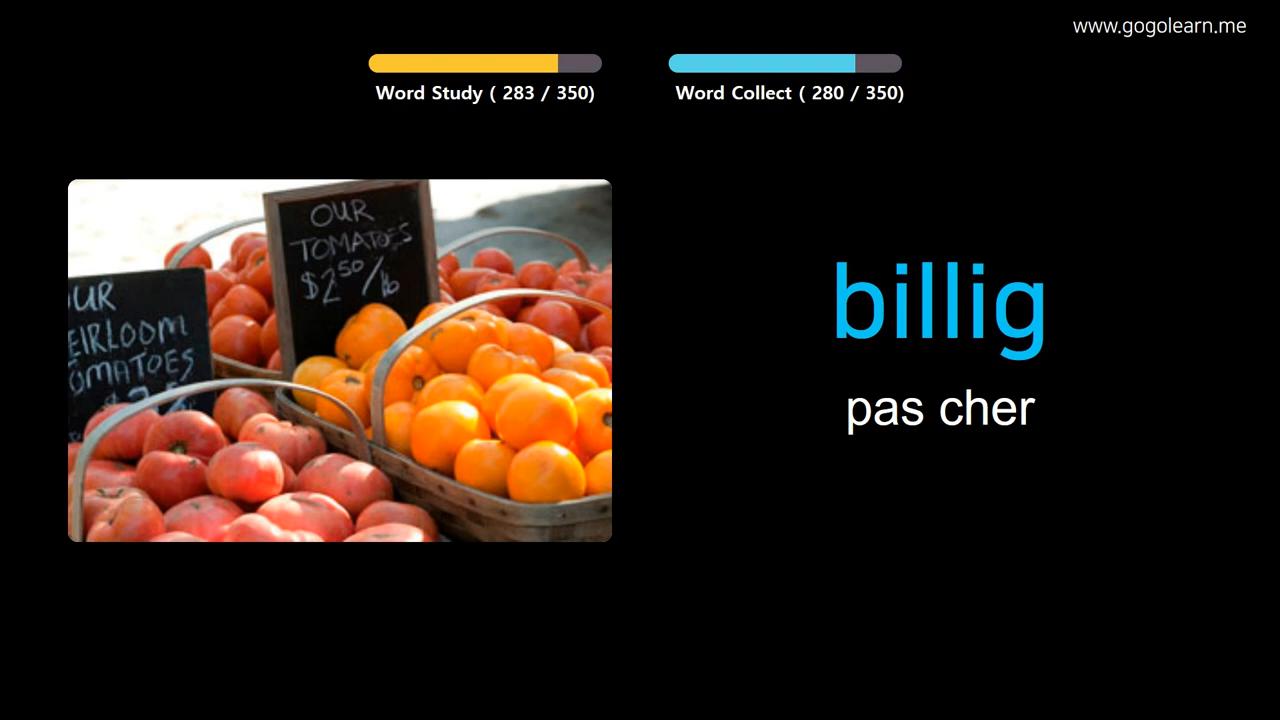 www.gogolearn.me
Word Study ( 283 / 350)
Word Collect ( 280 / 350)
OUR
TOMATOES
$2.50/lb
UR
EIRLOOM
OMATOES
billig
pas cher